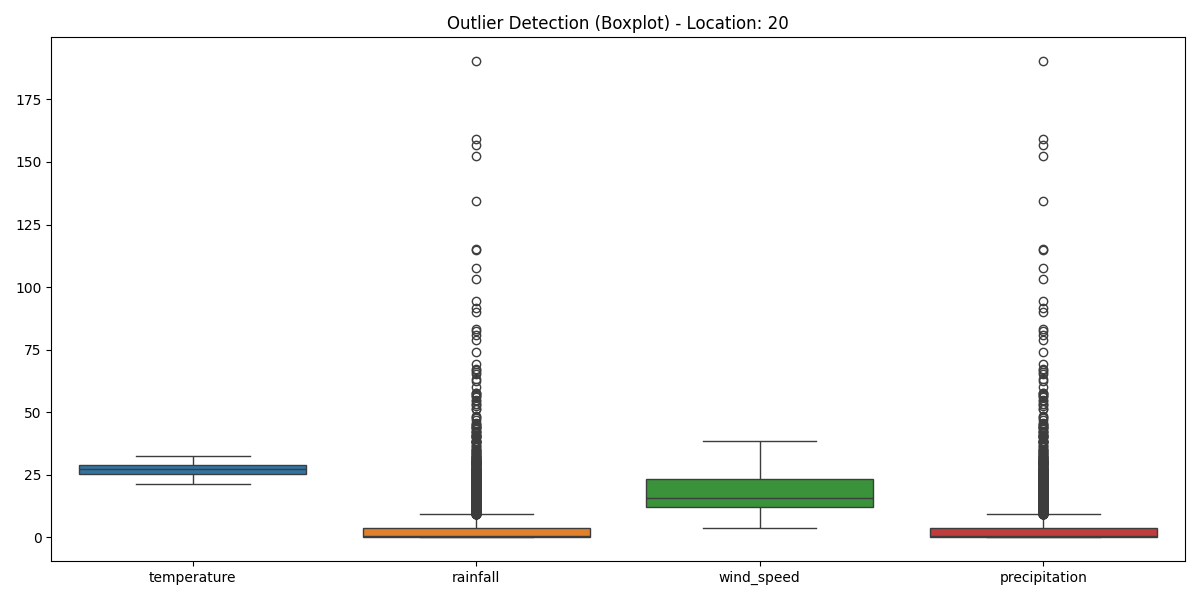 Outlier Detection (Boxplot) - Location: 20
175
150
125
100
75
50
25
0
temperature
rainfall
wind_speed
precipitation